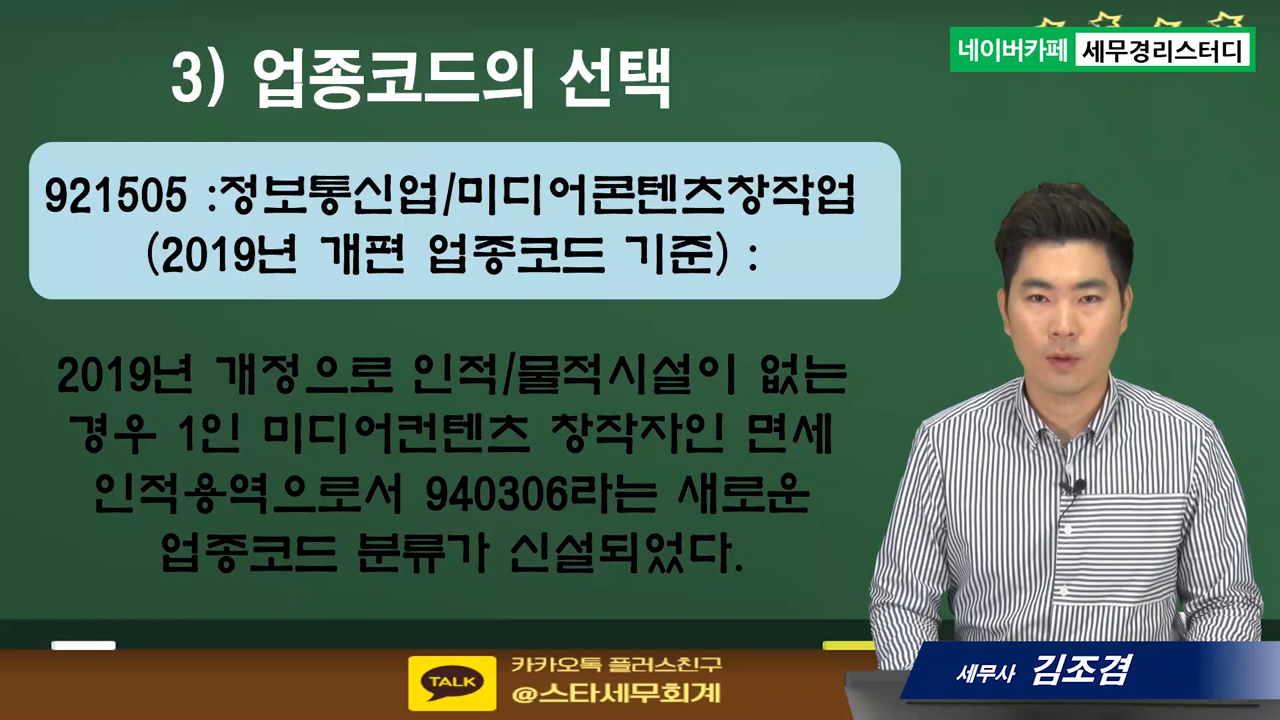 3) 업종코드의 선택
네이버카페 세무경리스터디
921505 :정보통신업/미디어콘텐츠창작업
(2019년 개편 업종코드 기준) :
2019년 개정으로 인적/물적시설이 없는
경우 1인 미디어컨텐츠 창작자인 면세
인적용역으로서 940306라는 새로운
업종코드 분류가 신설되었다.
TALK
카카오톡 플러스친구
@스타세무회계
세무사 김조겸